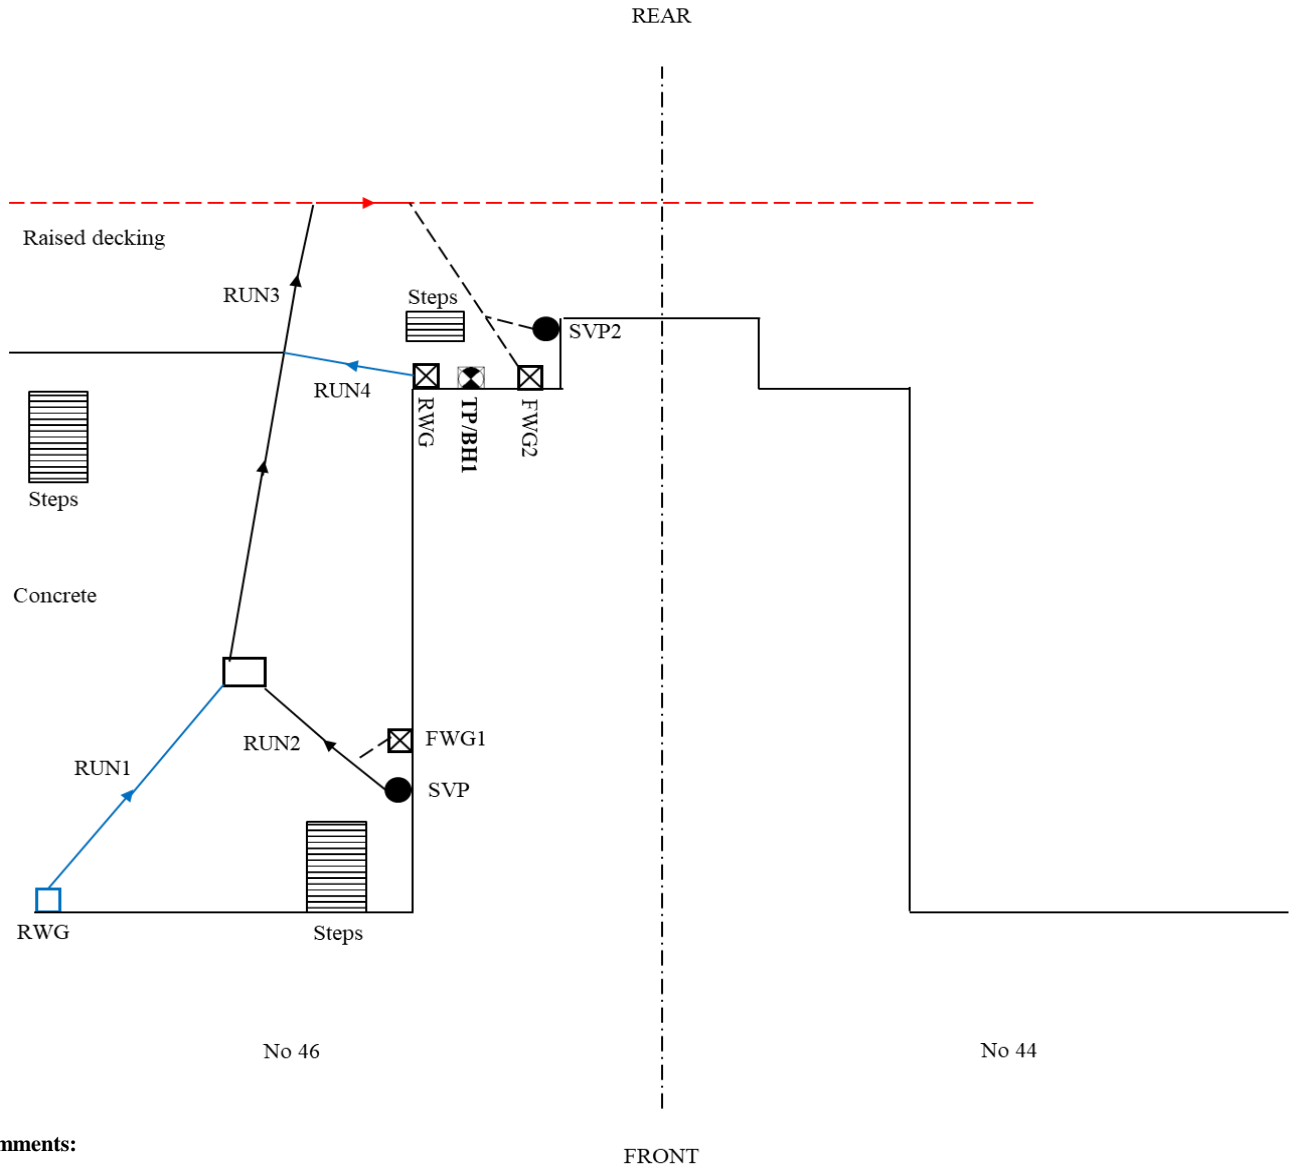 REAR
Raised decking
RUN3
Steps
SVP2
RUN4
RWG
TP/BH1
FWG2
Steps
Concrete
RUN2
FWG1
RUN1
SVP
RWG
Steps
No 46
No 44
mments:
FRONT